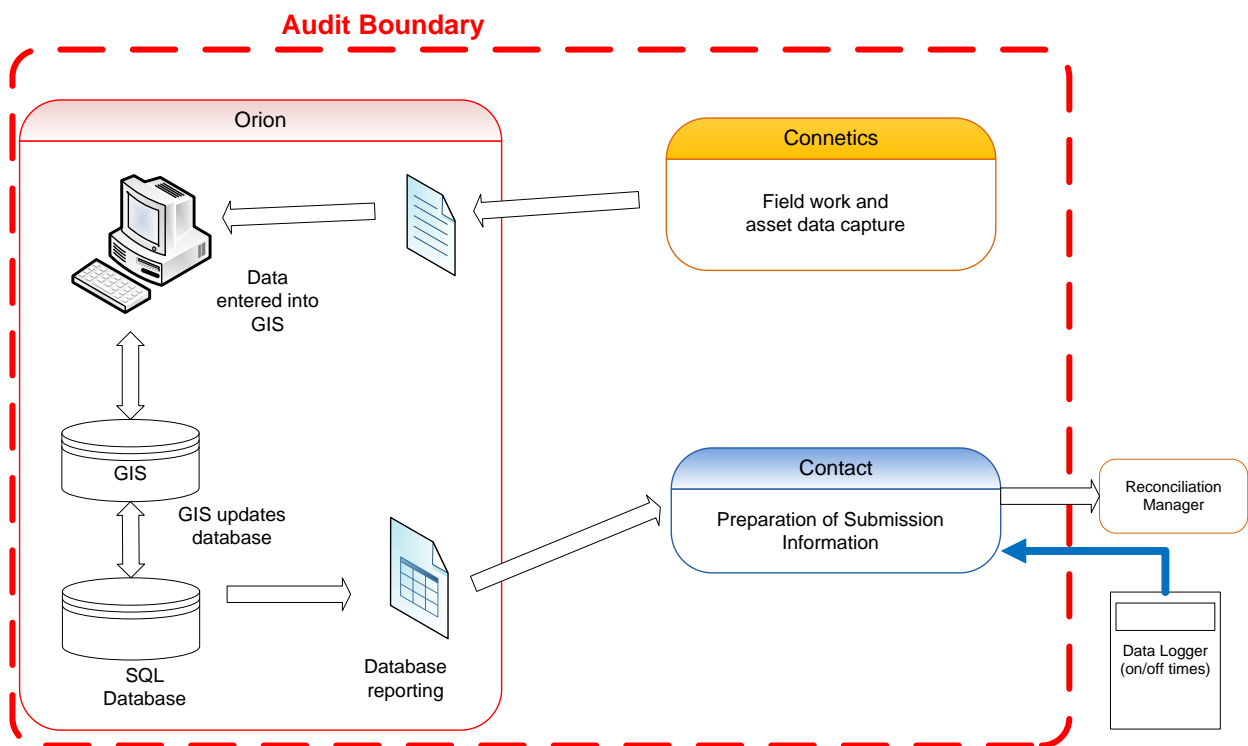 Audit Boundary
Orion
Connetics
Field work and
asset data capture
Data
entered into
GIS
GIS
GIS updates
database
SQL
Database
Database
reporting
Contact
Preparation of Submission
Information
Reconciliation
Manager
Data Logger
(on/off times)